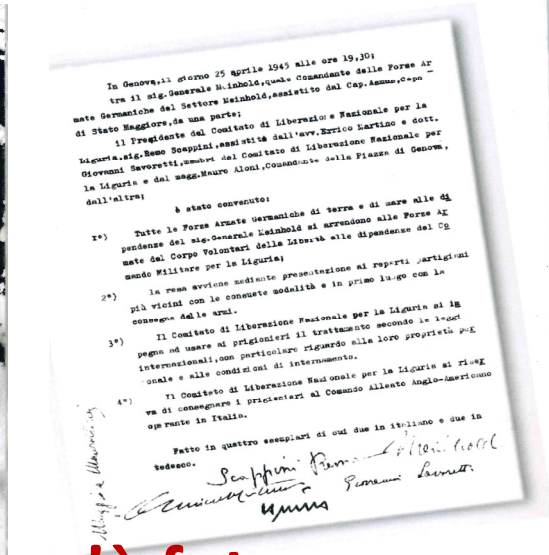 In Genova,il giorno 25 aprile 1945 alle ore 19,30;
tra il sig.Generale Meinhold,quale Comandante delle Forze Ar
mate Germaniche del Settore Meinhold,assistito dal Cap.Asmus,Capo
di Stato Maggiore,da una parte;
il Presidente del Comitato di Liberazione Nazionale per la
Liguria,sig.Remo Scappini,assistito dall'avv.Errico Martino e dott.
Giovanni Savoretti,membri del Comitato di Liberazione Nazionale per
la Liguria e dal magg.Mauro Aloni,Comandante della Piazza di Genova,
dall'altra;
è stato convenuto:
1°) Tutte le Forze Armate Germaniche di terra e di mare alle di
pendenze del sig.Generale Meinhold si arrendono alle Forze Ar
mate del Corpo Volontari della Libertà alle dipendenze del Co
mando Militare per la Liguria;
2°) la resa avviene mediante presentazione ai reparti partigiani
più vicini con le consuete modalità e in primo luogo con la
consegna delle armi.
3°) Il Comitato di Liberazione Nazionale per la Liguria si im
pegna ad usare ai prigionieri il trattamento secondo le leggi
internazionali,con particolare riguardo alla loro proprietà per
sonale e alle condizioni di internamento.
4°) Il Comitato di Liberazione Nazionale per la Liguria si riser
va di consegnare i prigionieri al Comando Alleato Anglo-Americano
operante in Italia.
Fatto in quattro esemplari di cui due in italiano e due in
tedesco.
Scappini Remo Meinhold
Giovanni Savoretti